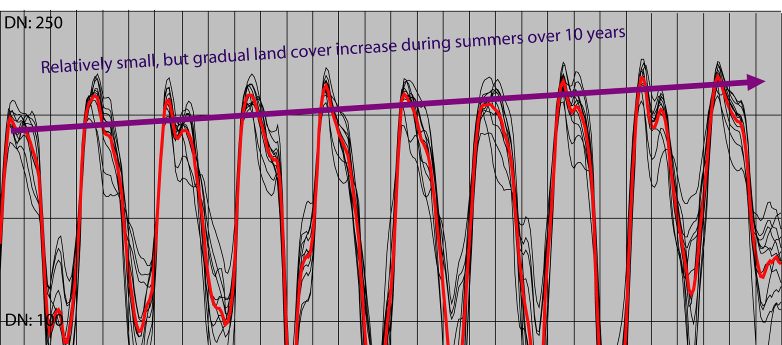 DN: 250
Relatively small, but gradual land cover increase during summers over 10 years
DN: 100